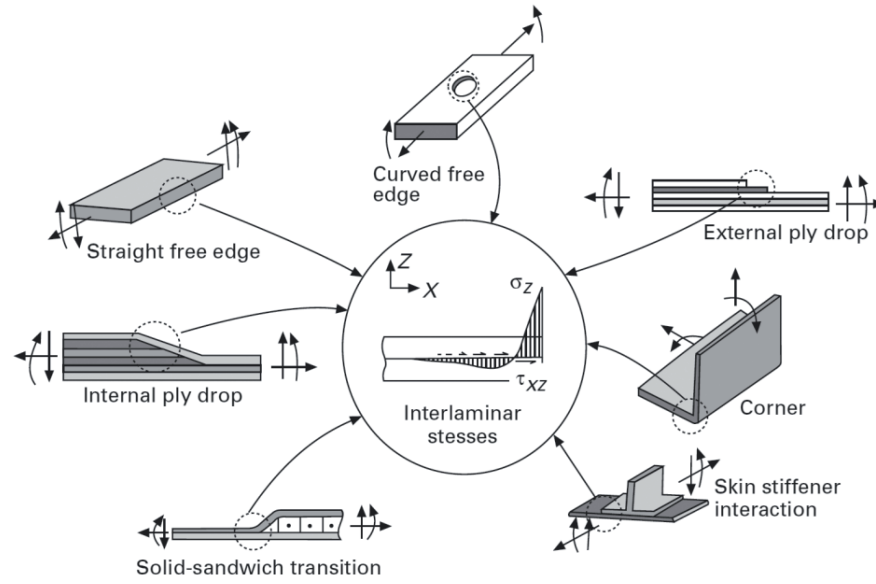 Curved free
edge
Straight free edge
External ply drop
Z
X
σz
τxz
Interlaminar
stesses
Internal ply drop
Corner
Skin stiffener
interaction
Solid-sandwich transition